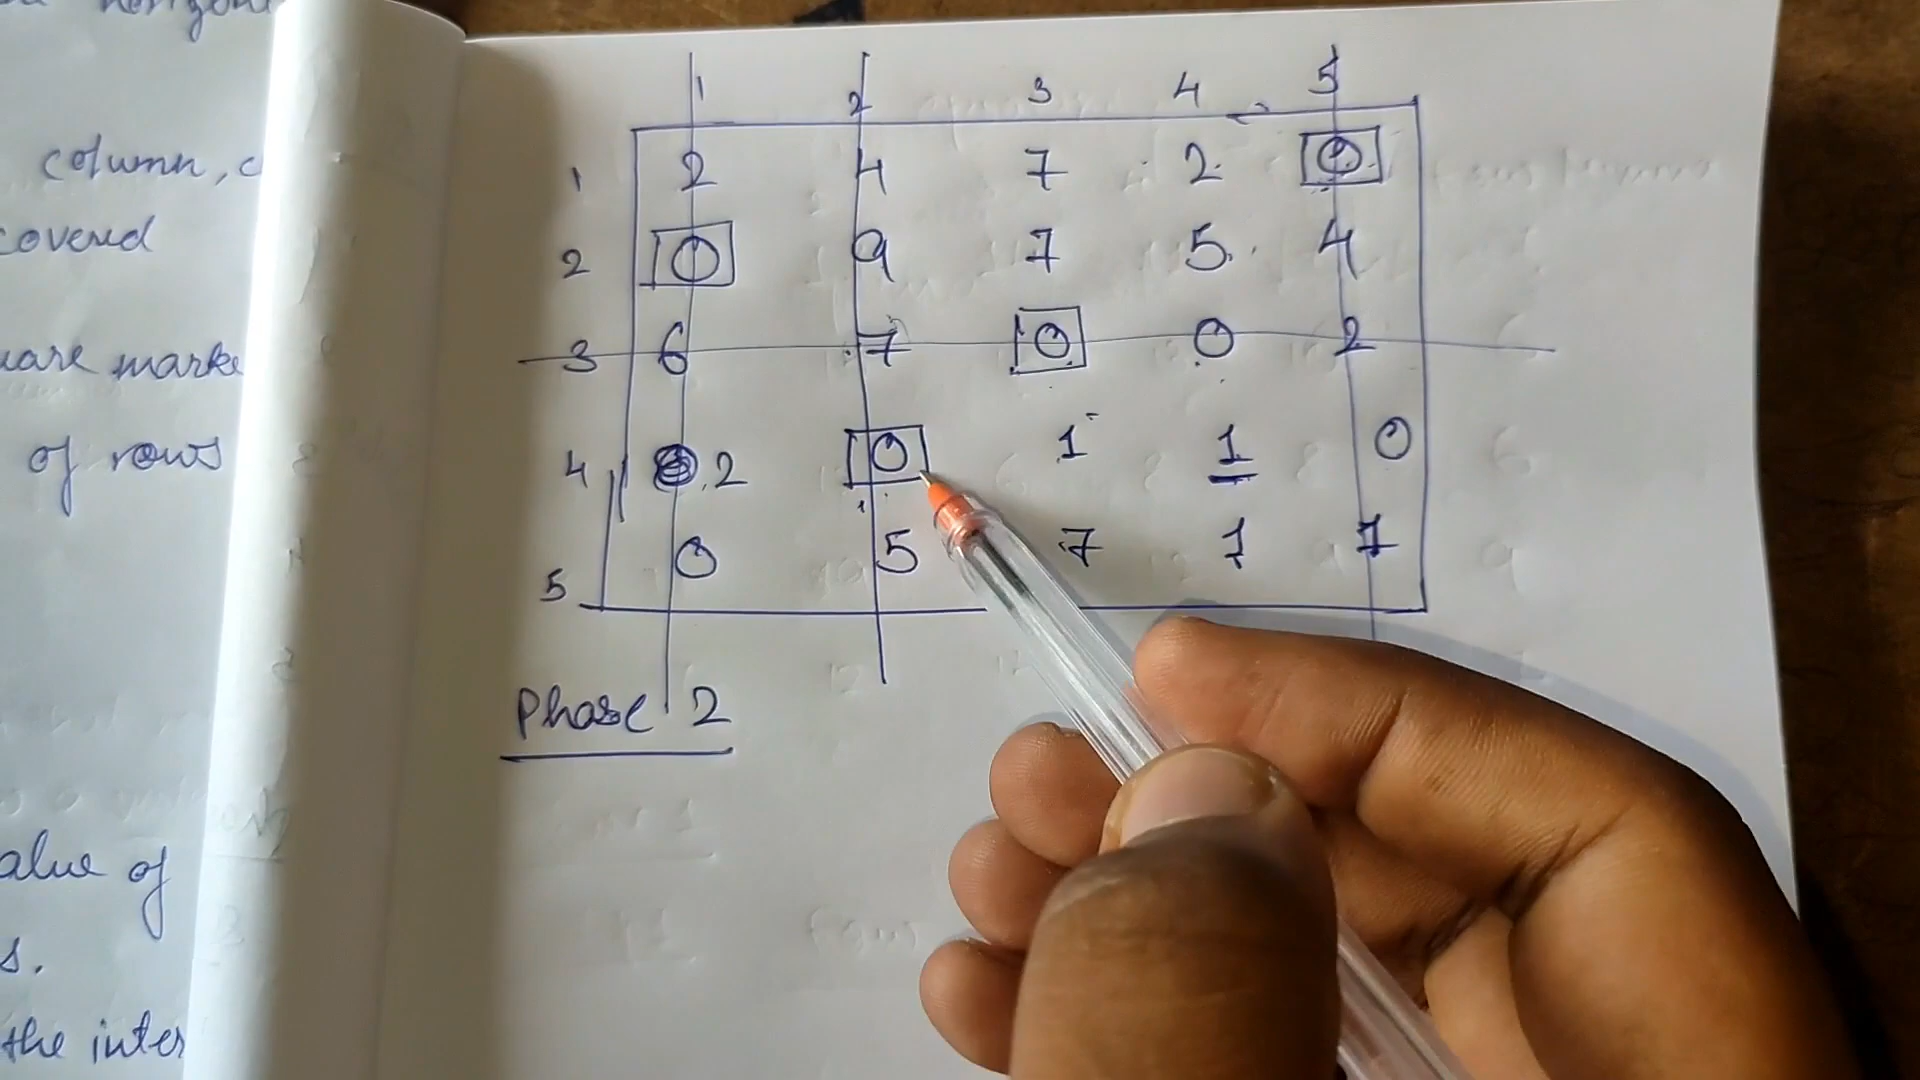 column, c
covered
uare marke
of rows
alue of
s.
the inter
1 2 3 4 5
1 2 4 7 2 0
2 0 9 7 5 4
3 6 7 0 0 2
4 2 0 1 1 0
5 0 5 7 1 7
Phase 2